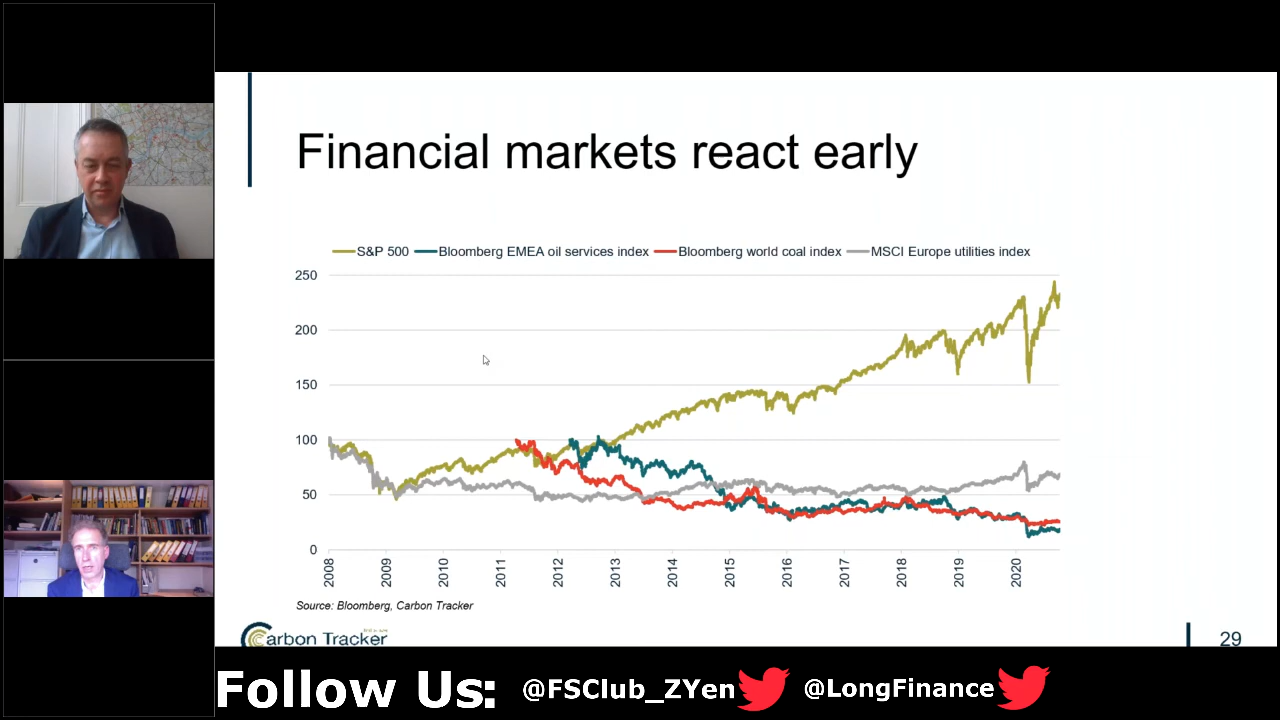 Financial markets react early
S&P 500 Bloomberg EMEA oil services index Bloomberg world coal index MSCI Europe utilities index
250
200
150
100
50
0
2008 2009 2010 2011 2012 2013 2014 2015 2016 2017 2018 2019 2020
Source: Bloomberg, Carbon Tracker
Carbon Tracker
29
Follow Us: @FSClub_ZYen @LongFinance